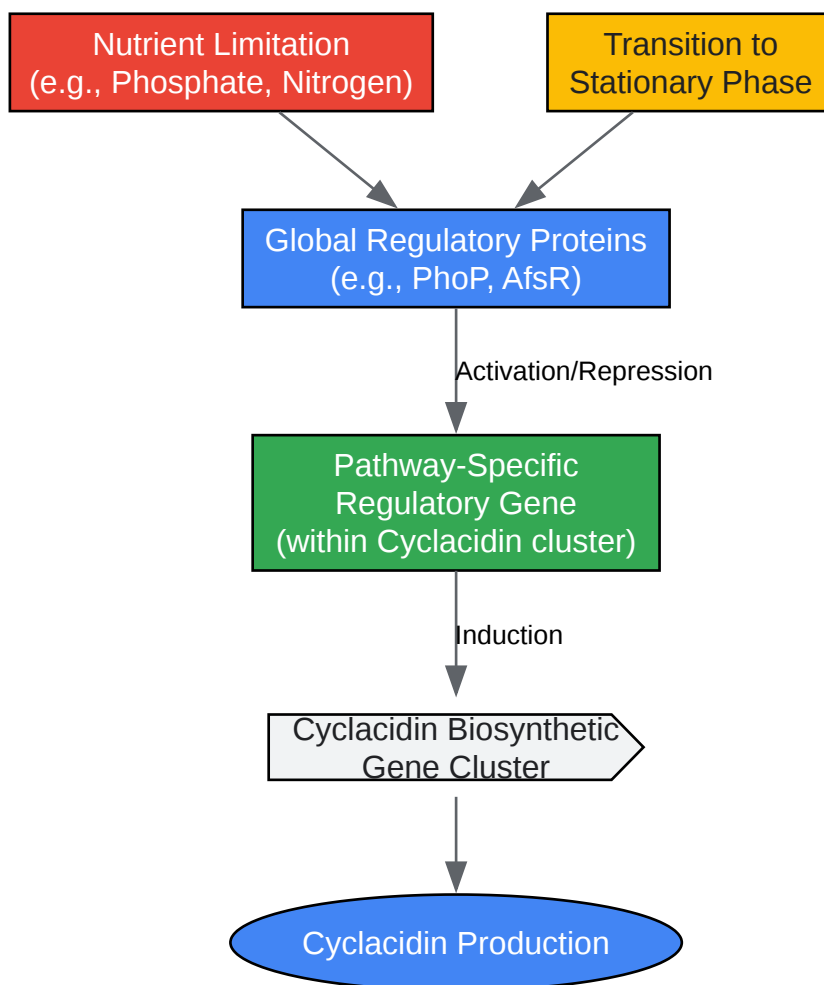 Nutrient Limitation
(e.g., Phosphate, Nitrogen)
Transition to
Stationary Phase
Global Regulatory Proteins
(e.g., PhoP, AfsR)
Activation/Repression
Pathway-Specific
Regulatory Gene
(within Cyclacidin cluster)
Induction
Cyclacidin Biosynthetic
Gene Cluster
Cyclacidin Production